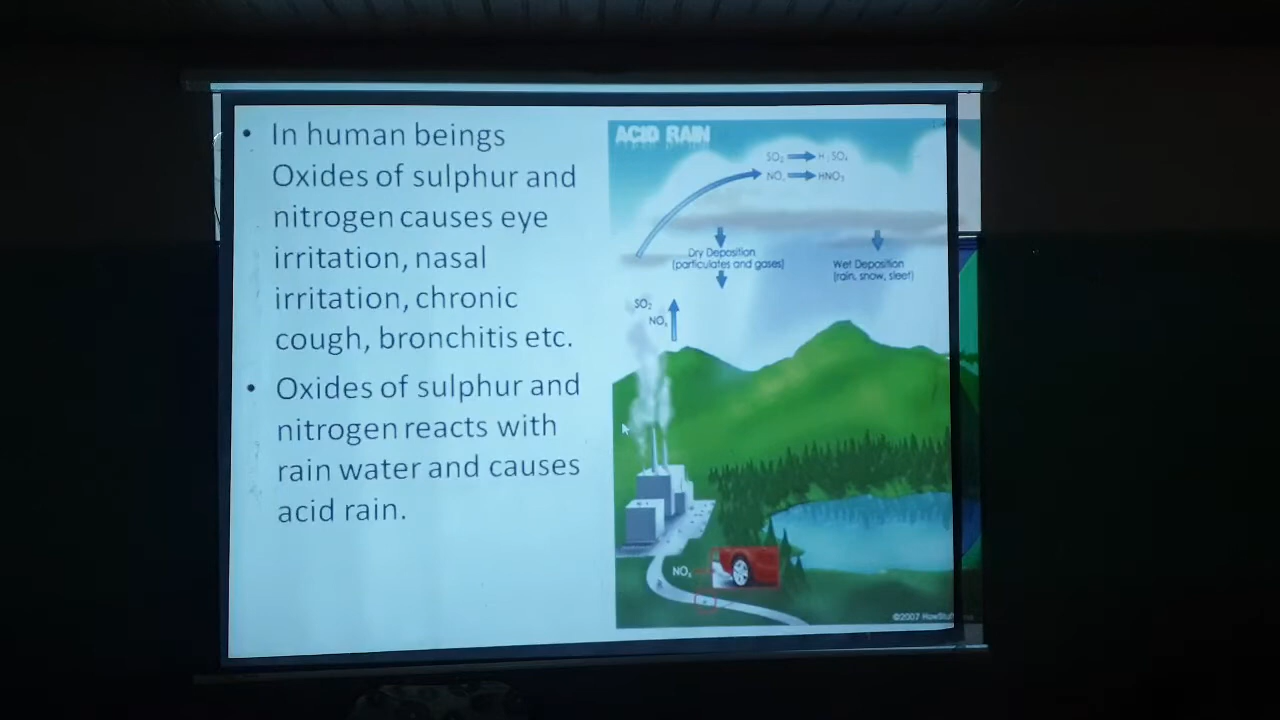 • In human beings
Oxides of sulphur and
nitrogen causes eye
irritation, nasal
irritation, chronic
cough, bronchitis etc.
• Oxides of sulphur and
nitrogen reacts with
rain water and causes
acid rain.
ACID RAIN
SO₂ → H₂SO₄
NOₓ → HNO₃
Dry Deposition
(particulates and gases)
Wet Deposition
(rain, snow, sleet)
SO₂
NOₓ
NOₓ
©2007